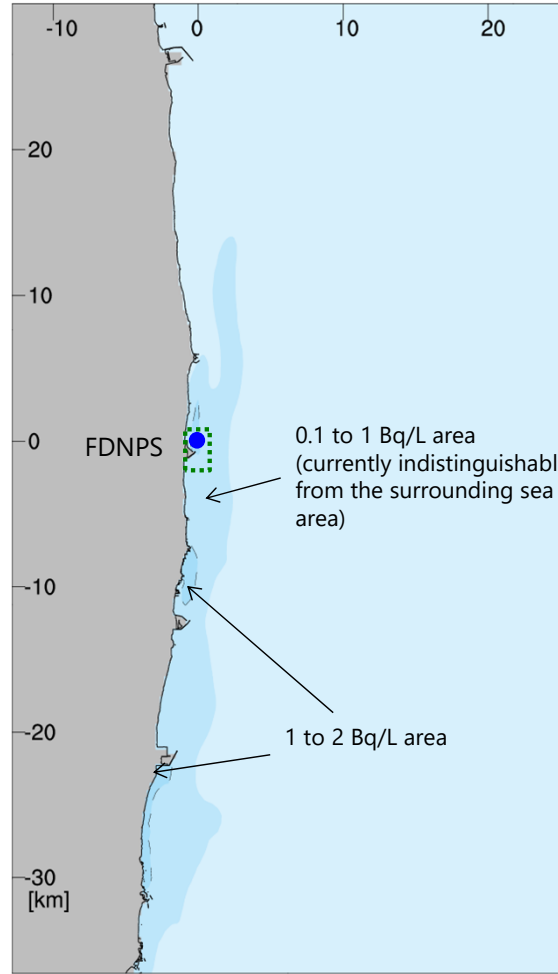 -10 0 10 20
20
10
FDNPS
0
0.1 to 1 Bq/L area
(currently indistinguishabl
from the surrounding sea
area)
-10
1 to 2 Bq/L area
-20
-30
[km]